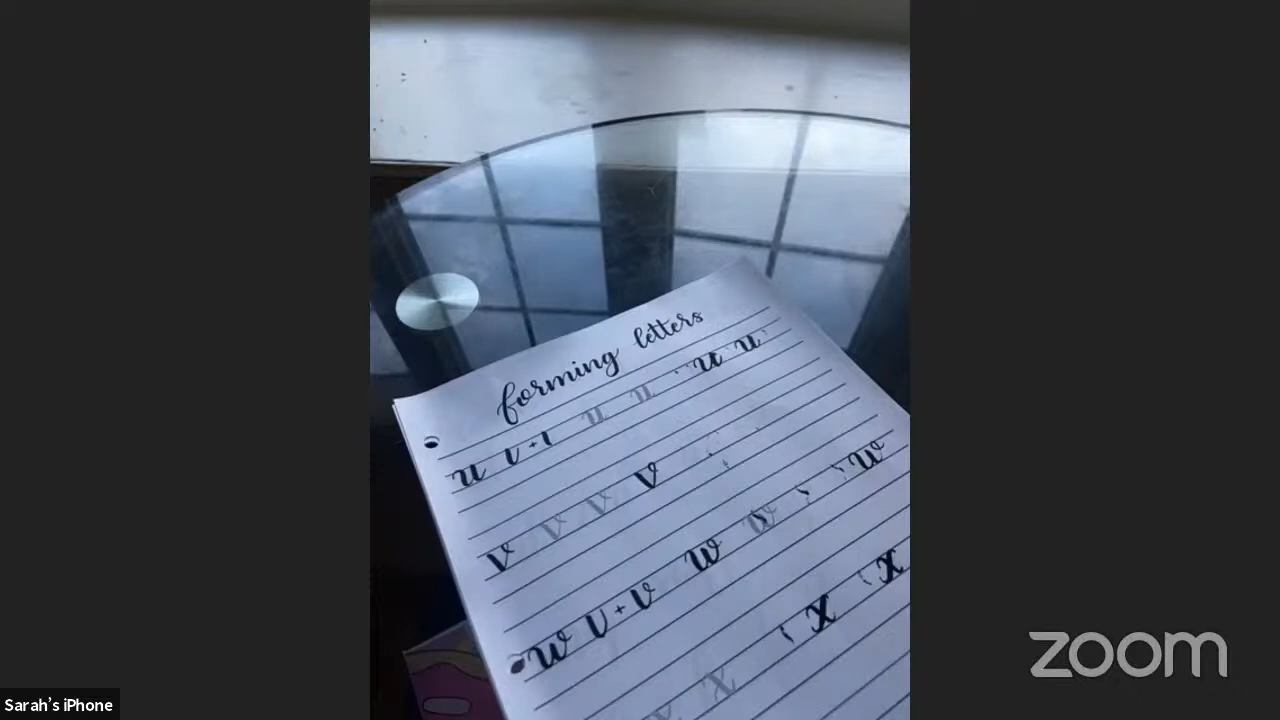 forming letters
u u + ı u u u u
v v v v
w u + v w w w
x x x
zoom
Sarah's iPhone